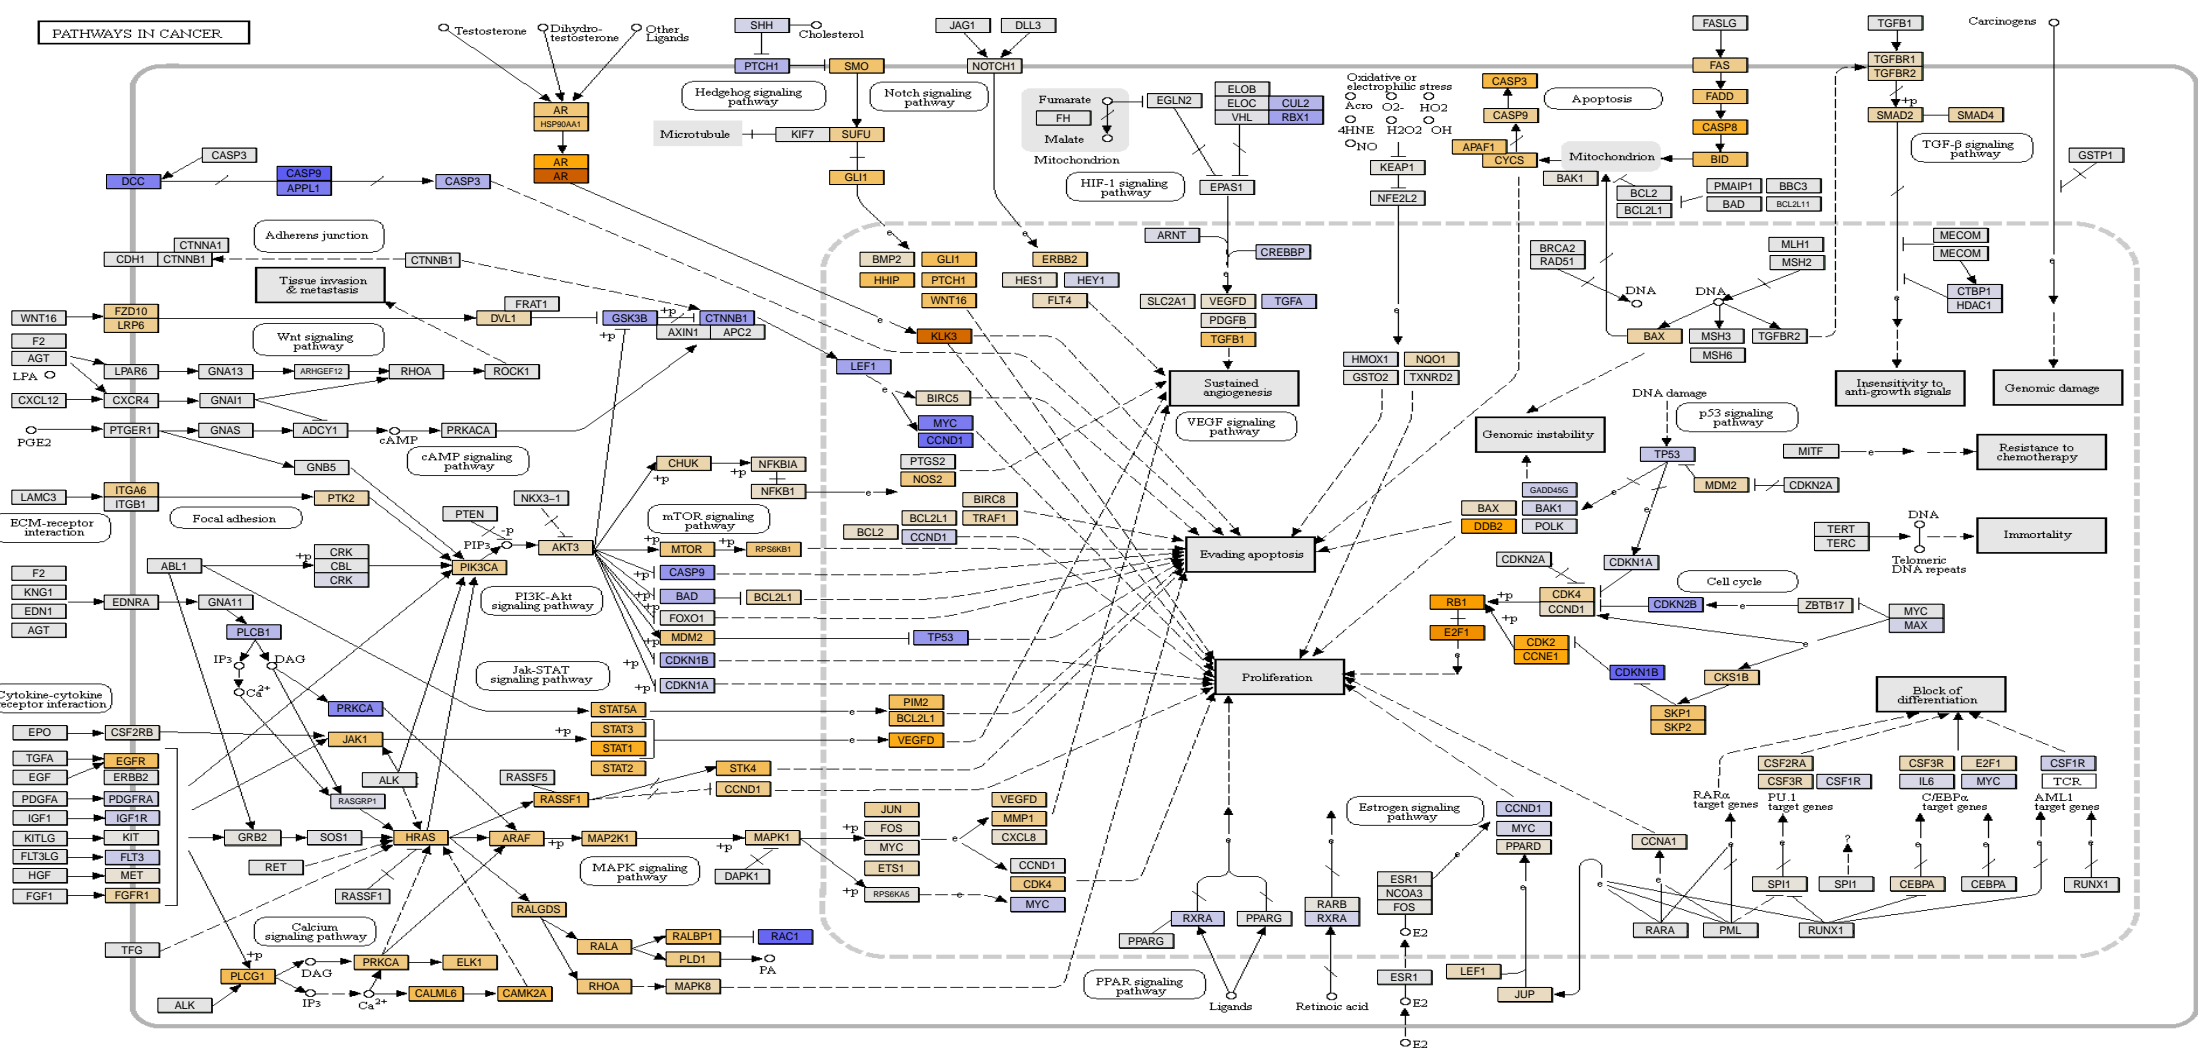 PATHWAYS IN CANCER
Testosterone
Dihydro-
testosterone
Other
Ligands
SHH
Cholesterol
JAG1
DLL3
FASLG
TGFB1
Carcinogens
PTCH1
SMO
NOTCH1
FAS
TGFBR1
TGFBR2
Hedgehog signaling
pathway
Notch signaling
pathway
Fumarate
FH
Malate
Mitochondrion
EGLN2
ELOB
ELOC
VHL
CUL2
RBX1
Oxidative or
electrophilic stress
Acro
O2-
HO2
4HNE
H2O2
OH
NO
CASP3
CASP9
APAF1
CYCS
Apoptosis
FADD
CASP8
BID
Mitochondrion
+p
SMAD2
SMAD4
TGF-β signaling
pathway
GSTP1
AR
HSP90AA1
AR
AR
Microtubule
KIF7
SUFU
GLI1
HIF-1 signaling
pathway
EPAS1
KEAP1
NFE2L2
BAK1
BCL2
BCL2L1
PMAIP1
BBC3
BAD
BCL2L11
CASP3
DCC
CASP9
APPL1
CASP3
Adherens junction
CTNNA1
CDH1
CTNNB1
CTNNB1
Tissue invasion
& metastasis
e
BMP2
GLI1
HHIP
PTCH1
WNT16
e
ERBB2
HES1
HEY1
FLT4
ARNT
e
CREBBP
SLC2A1
VEGFD
TGFA
PDGFB
TGFB1
e
BRCA2
RAD51
DNA
DNA
MLH1
MSH2
BAX
MSH3
TGFBR2
MSH6
MECOM
MECOM
CTBP1
HDAC1
e
e
WNT16
FZD10
LRP6
DVL1
FRAT1
GSK3B
+p
CTNNB1
AXIN1
APC2
+p
e
KLK3
Wnt signaling
pathway
F2
AGT
LPA
LPAR6
GNA13
ARHGEF12
RHOA
ROCK1
LEF1
e
CXCL12
CXCR4
GNAI1
PGE2
PTGER1
GNAS
ADCY1
cAMP
PRKACA
cAMP signaling
pathway
GNB5
BIRC5
MYC
CCND1
Sustained
angiogenesis
VEGF signaling
pathway
HMOX1
NQO1
GSTO2
TXNRD2
Insensitivity to
anti-growth signals
Genomic damage
Genomic instability
DNA damage
p53 signaling
pathway
TP53
MITF
e
Resistance to
chemotherapy
CHUK
+p
NFKBIA
+p
+p
NFKB1
e
PTGS2
NOS2
LAMC3
ITGA6
ITGB1
PTK2
ECM-receptor
interaction
Focal adhesion
PTEN
NKX3-1
PIP3
-p
AKT3
mTOR signaling
pathway
BIRC8
BCL2L1
TRAF1
BCL2
CCND1
GADD45G
BAX
BAK1
DDB2
POLK
e
MDM2
CDKN2A
TERT
TERC
DNA
Telomeric
DNA repeats
Immortality
ABL1
+p
CRK
CBL
CRK
PIK3CA
+p
MTOR
+p
RPS6KB1
+p
CASP9
+p
BAD
BCL2L1
+p
FOXO1
+p
MDM2
TP53
+p
CDKN1B
+p
CDKN1A
Evading apoptosis
CDKN2A
CDKN1A
CDK4
CCND1
Cell cycle
CDKN2B
e
ZBTB17
MYC
MAX
RB1
+p
+p
E2F1
e
CDK2
CCNE1
CDKN1B
e
CKS1B
SKP1
SKP2
F2
KNG1
EDN1
AGT
EDNRA
GNA11
PLCB1
IP3
DAG
Ca2+
PRKCA
PI3K-Akt
signaling pathway
Jak-STAT
signaling pathway
Cytokine-cytokine
receptor interaction
Proliferation
Block of
differentiation
EPO
CSF2RB
JAK1
+p
STAT5A
STAT3
STAT1
STAT2
e
e
PIM2
BCL2L1
VEGFD
TGFA
EGF
EGFR
ERBB2
PDGFA
PDGFRA
IGF1
IGF1R
KITLG
KIT
FLT3LG
FLT3
HGF
MET
FGF1
FGFR1
ALK
RASGRP1
RASSF5
RASSF1
STK4
CCND1
GRB2
SOS1
HRAS
ARAF
+p
MAP2K1
+p
MAPK1
RET
RASSF1
MAPK signaling
pathway
DAPK1
+p
+p
JUN
FOS
MYC
ETS1
RPS6KA5
e
e
VEGFD
MMP1
CXCL8
CCND1
CDK4
MYC
Estrogen signaling
pathway
CCND1
MYC
PPARD
CSF2RA
CSF3R
CSF1R
CSF3R
E2F1
IL6
MYC
CSF1R
TCR
RARα
target genes
PU.1
target genes
C/EBPα
target genes
AML1
target genes
?
CCNA1
e
e
e
SPI1
SPI1
CEBPA
CEBPA
RUNX1
RARA
PML
RUNX1
ESR1
NCOA3
FOS
e
E2
ESR1
E2
E2
RXRA
PPARG
PPARG
RARB
RXRA
PPAR signaling
pathway
Ligands
Retinoic acid
LEF1
JUP
TFG
Calcium
signaling pathway
+p
PLCG1
DAG
IP3
Ca2+
PRKCA
ELK1
CALML6
CAMK2A
ALK
RALGDS
RALA
RALBP1
RAC1
PLD1
PA
RHOA
MAPK8